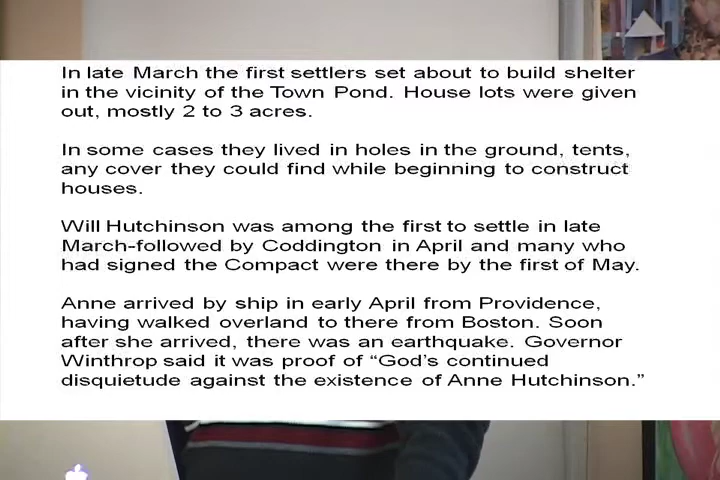 In late March the first settlers set about to build shelter
in the vicinity of the Town Pond. House lots were given
out, mostly 2 to 3 acres.
In some cases they lived in holes in the ground, tents,
any cover they could find while beginning to construct
houses.
Will Hutchinson was among the first to settle in late
March-followed by Coddington in April and many who
had signed the Compact were there by the first of May.
Anne arrived by ship in early April from Providence,
having walked overland to there from Boston. Soon
after she arrived, there was an earthquake. Governor
Winthrop said it was proof of “God’s continued
disquietude against the existence of Anne Hutchinson.”